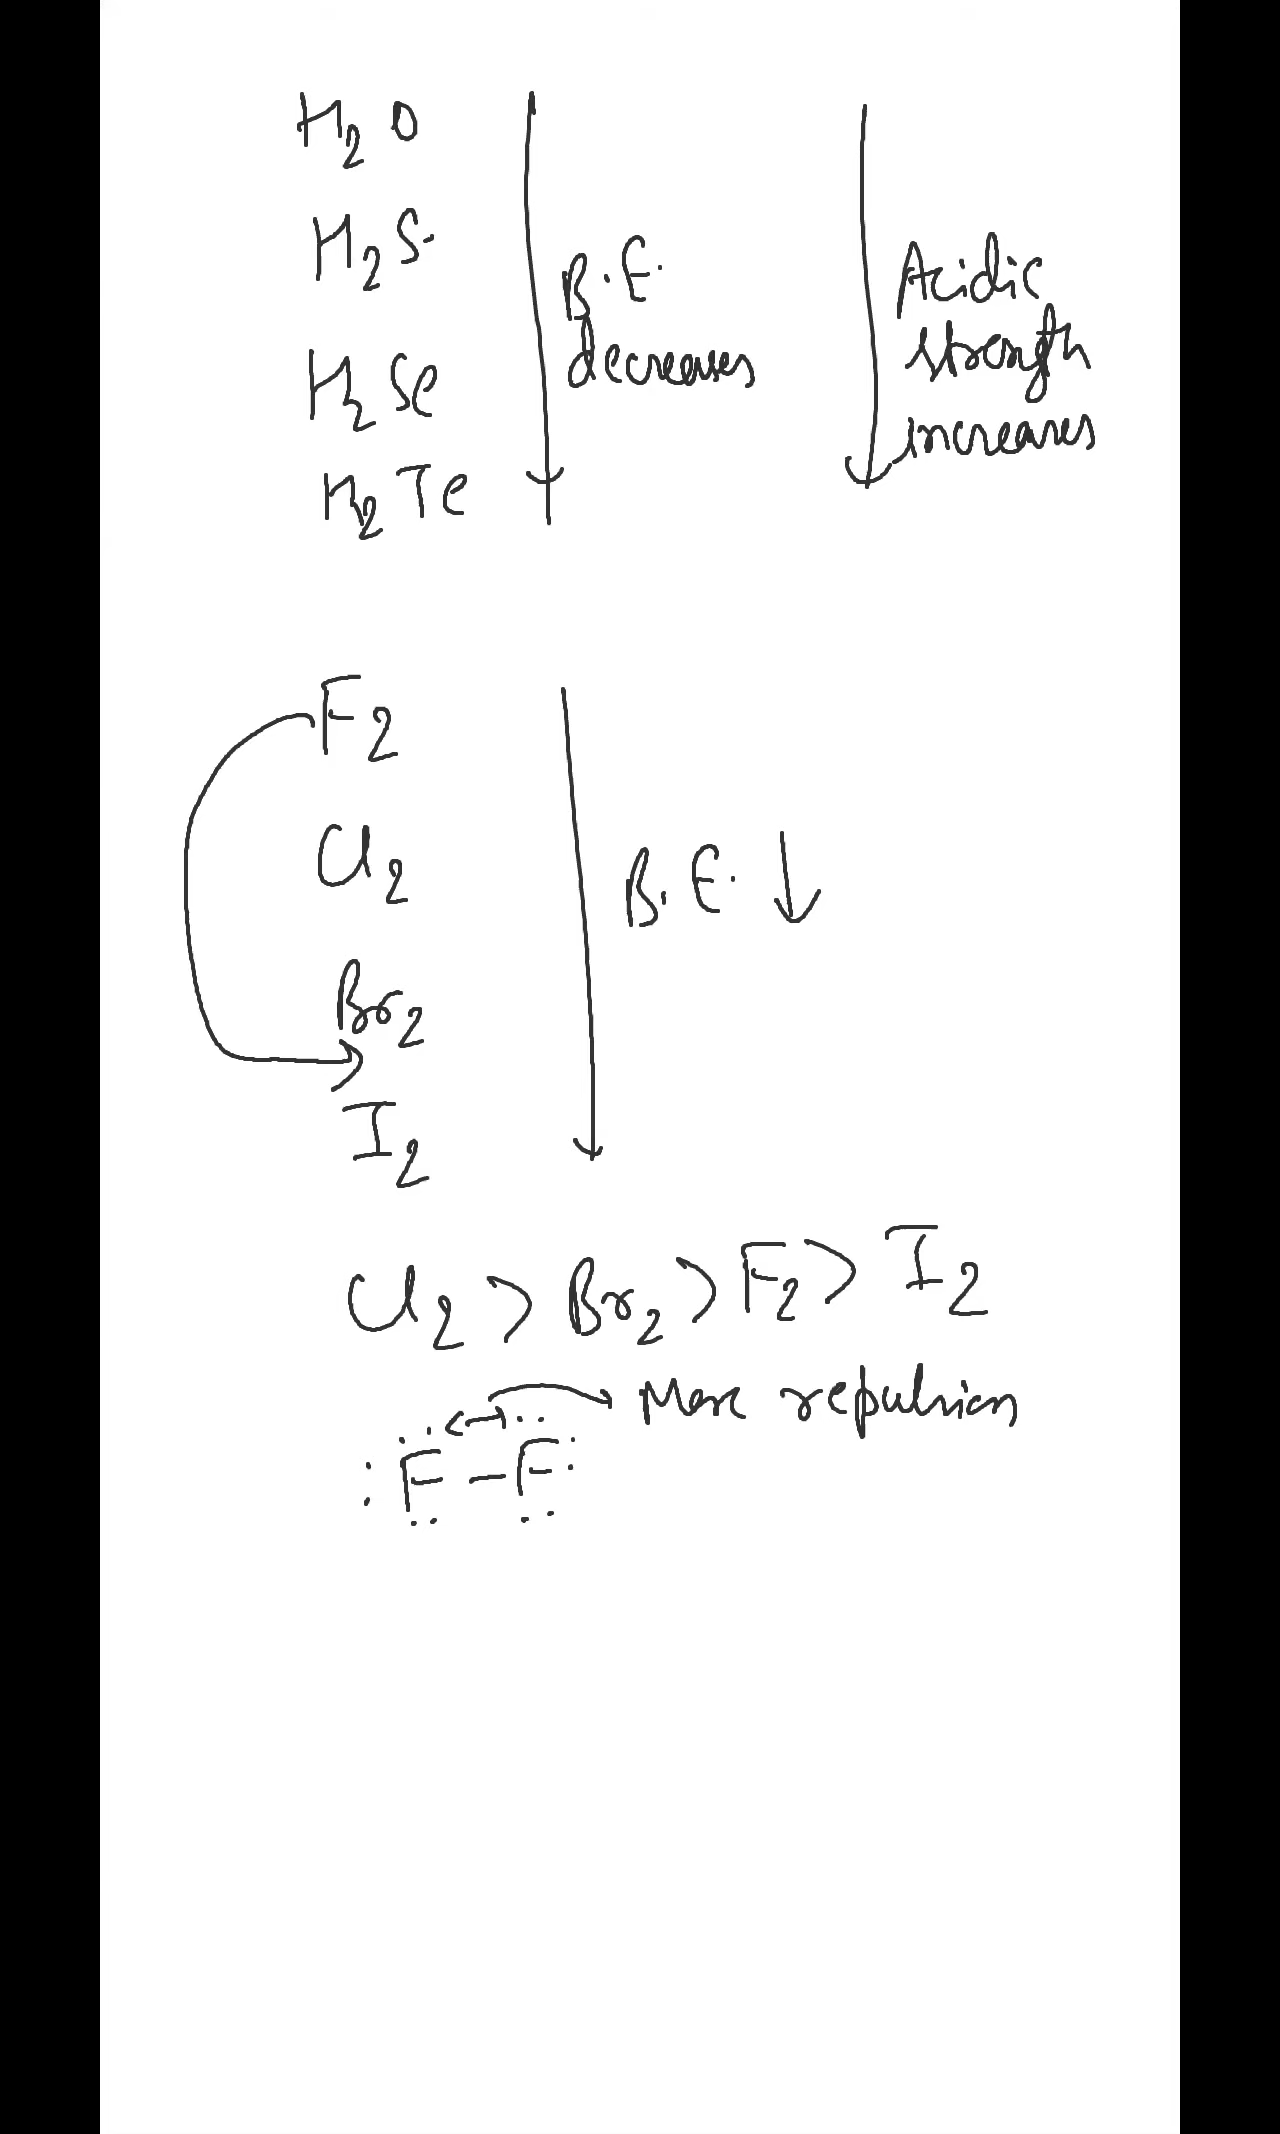 H₂O
H₂S
H₂Se
H₂Te
B.E.
decreases
Acidic
strength
increases
F₂
Cl₂
Br₂
I₂
B.E. ↓
Cl₂ > Br₂ > F₂ > I₂
More repulsion
:F̤̈–F̤̈: